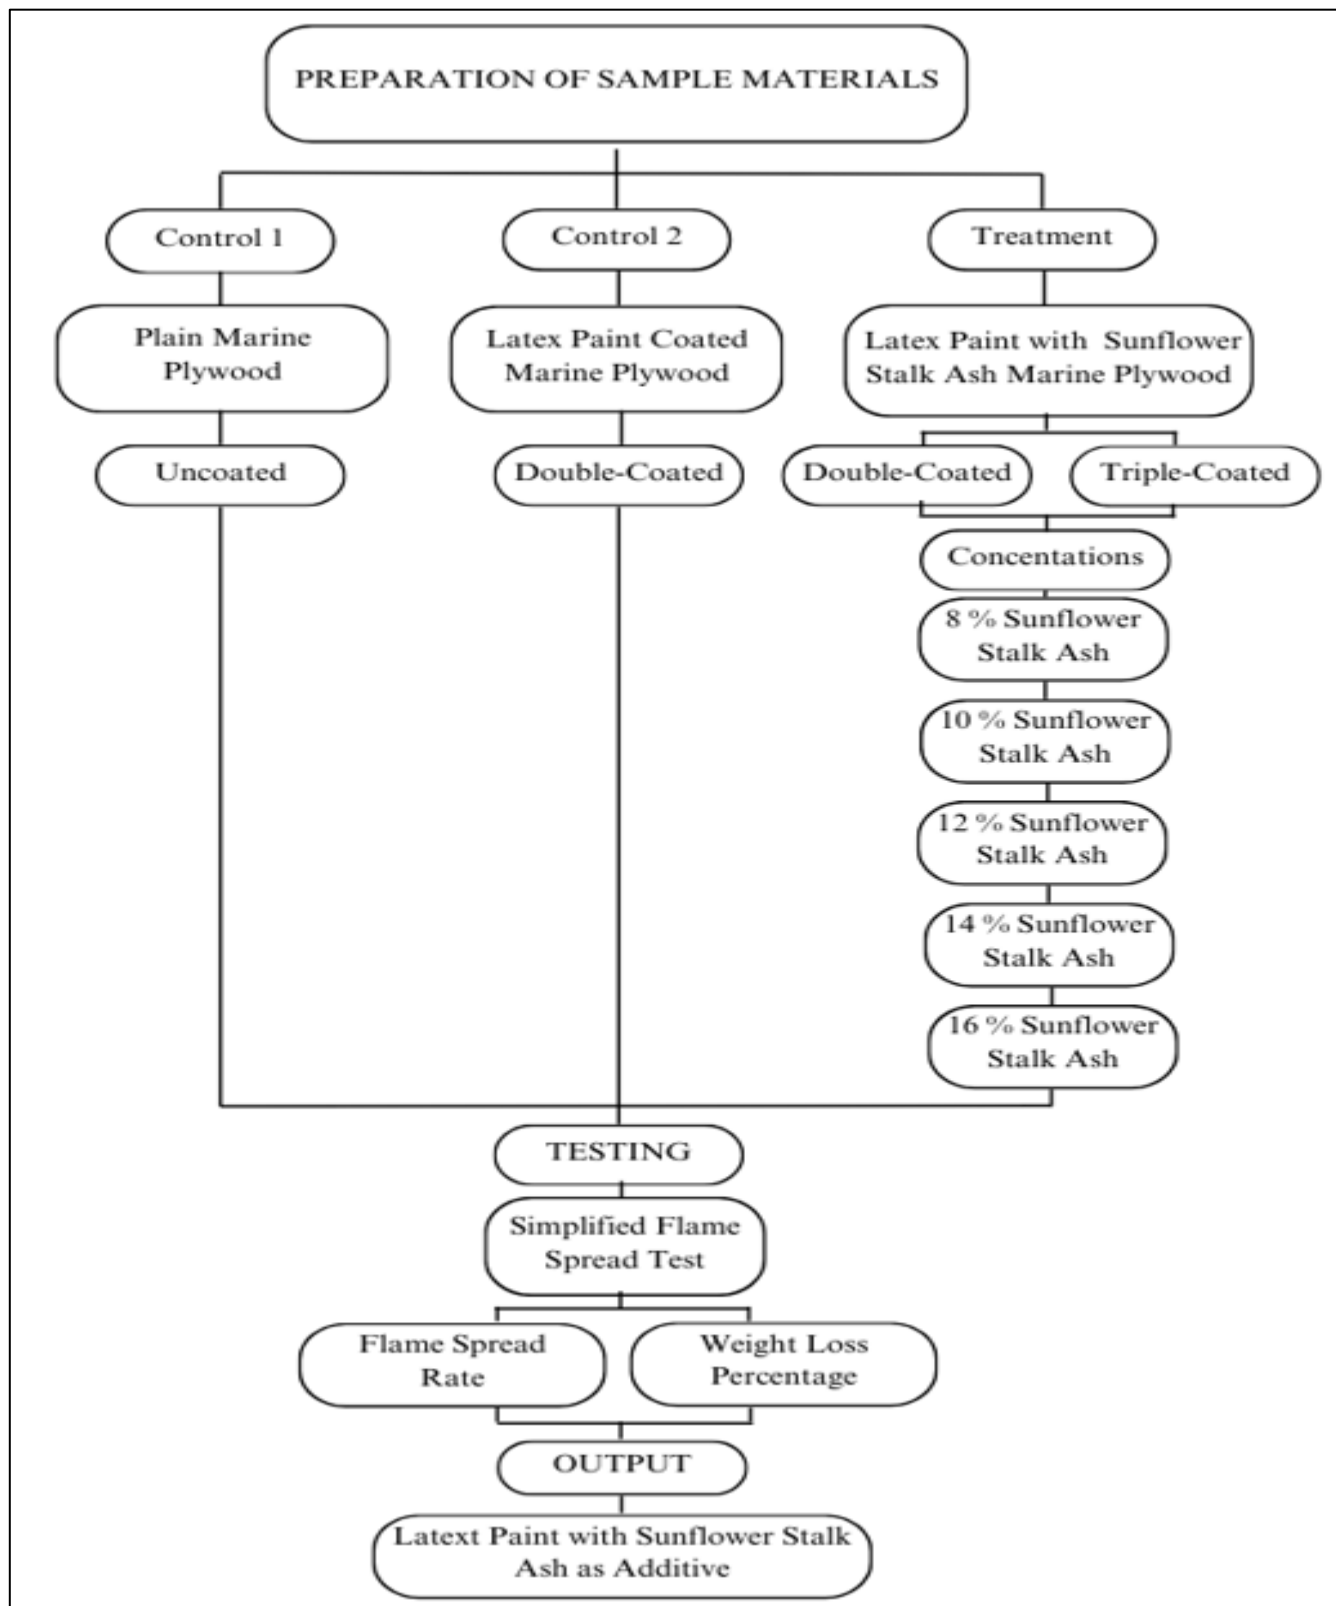 PREPARATION OF SAMPLE MATERIALS
Control 1
Control 2
Treatment
Plain Marine
Plywood
Latex Paint Coated
Marine Plywood
Latex Paint with Sunflower
Stalk Ash Marine Plywood
Uncoated
Double-Coated
Double-Coated
Triple-Coated
Concentations
8 % Sunflower
Stalk Ash
10 % Sunflower
Stalk Ash
12 % Sunflower
Stalk Ash
14 % Sunflower
Stalk Ash
16 % Sunflower
Stalk Ash
TESTING
Simplified Flame
Spread Test
Flame Spread
Rate
Weight Loss
Percentage
OUTPUT
Latext Paint with Sunflower Stalk
Ash as Additive